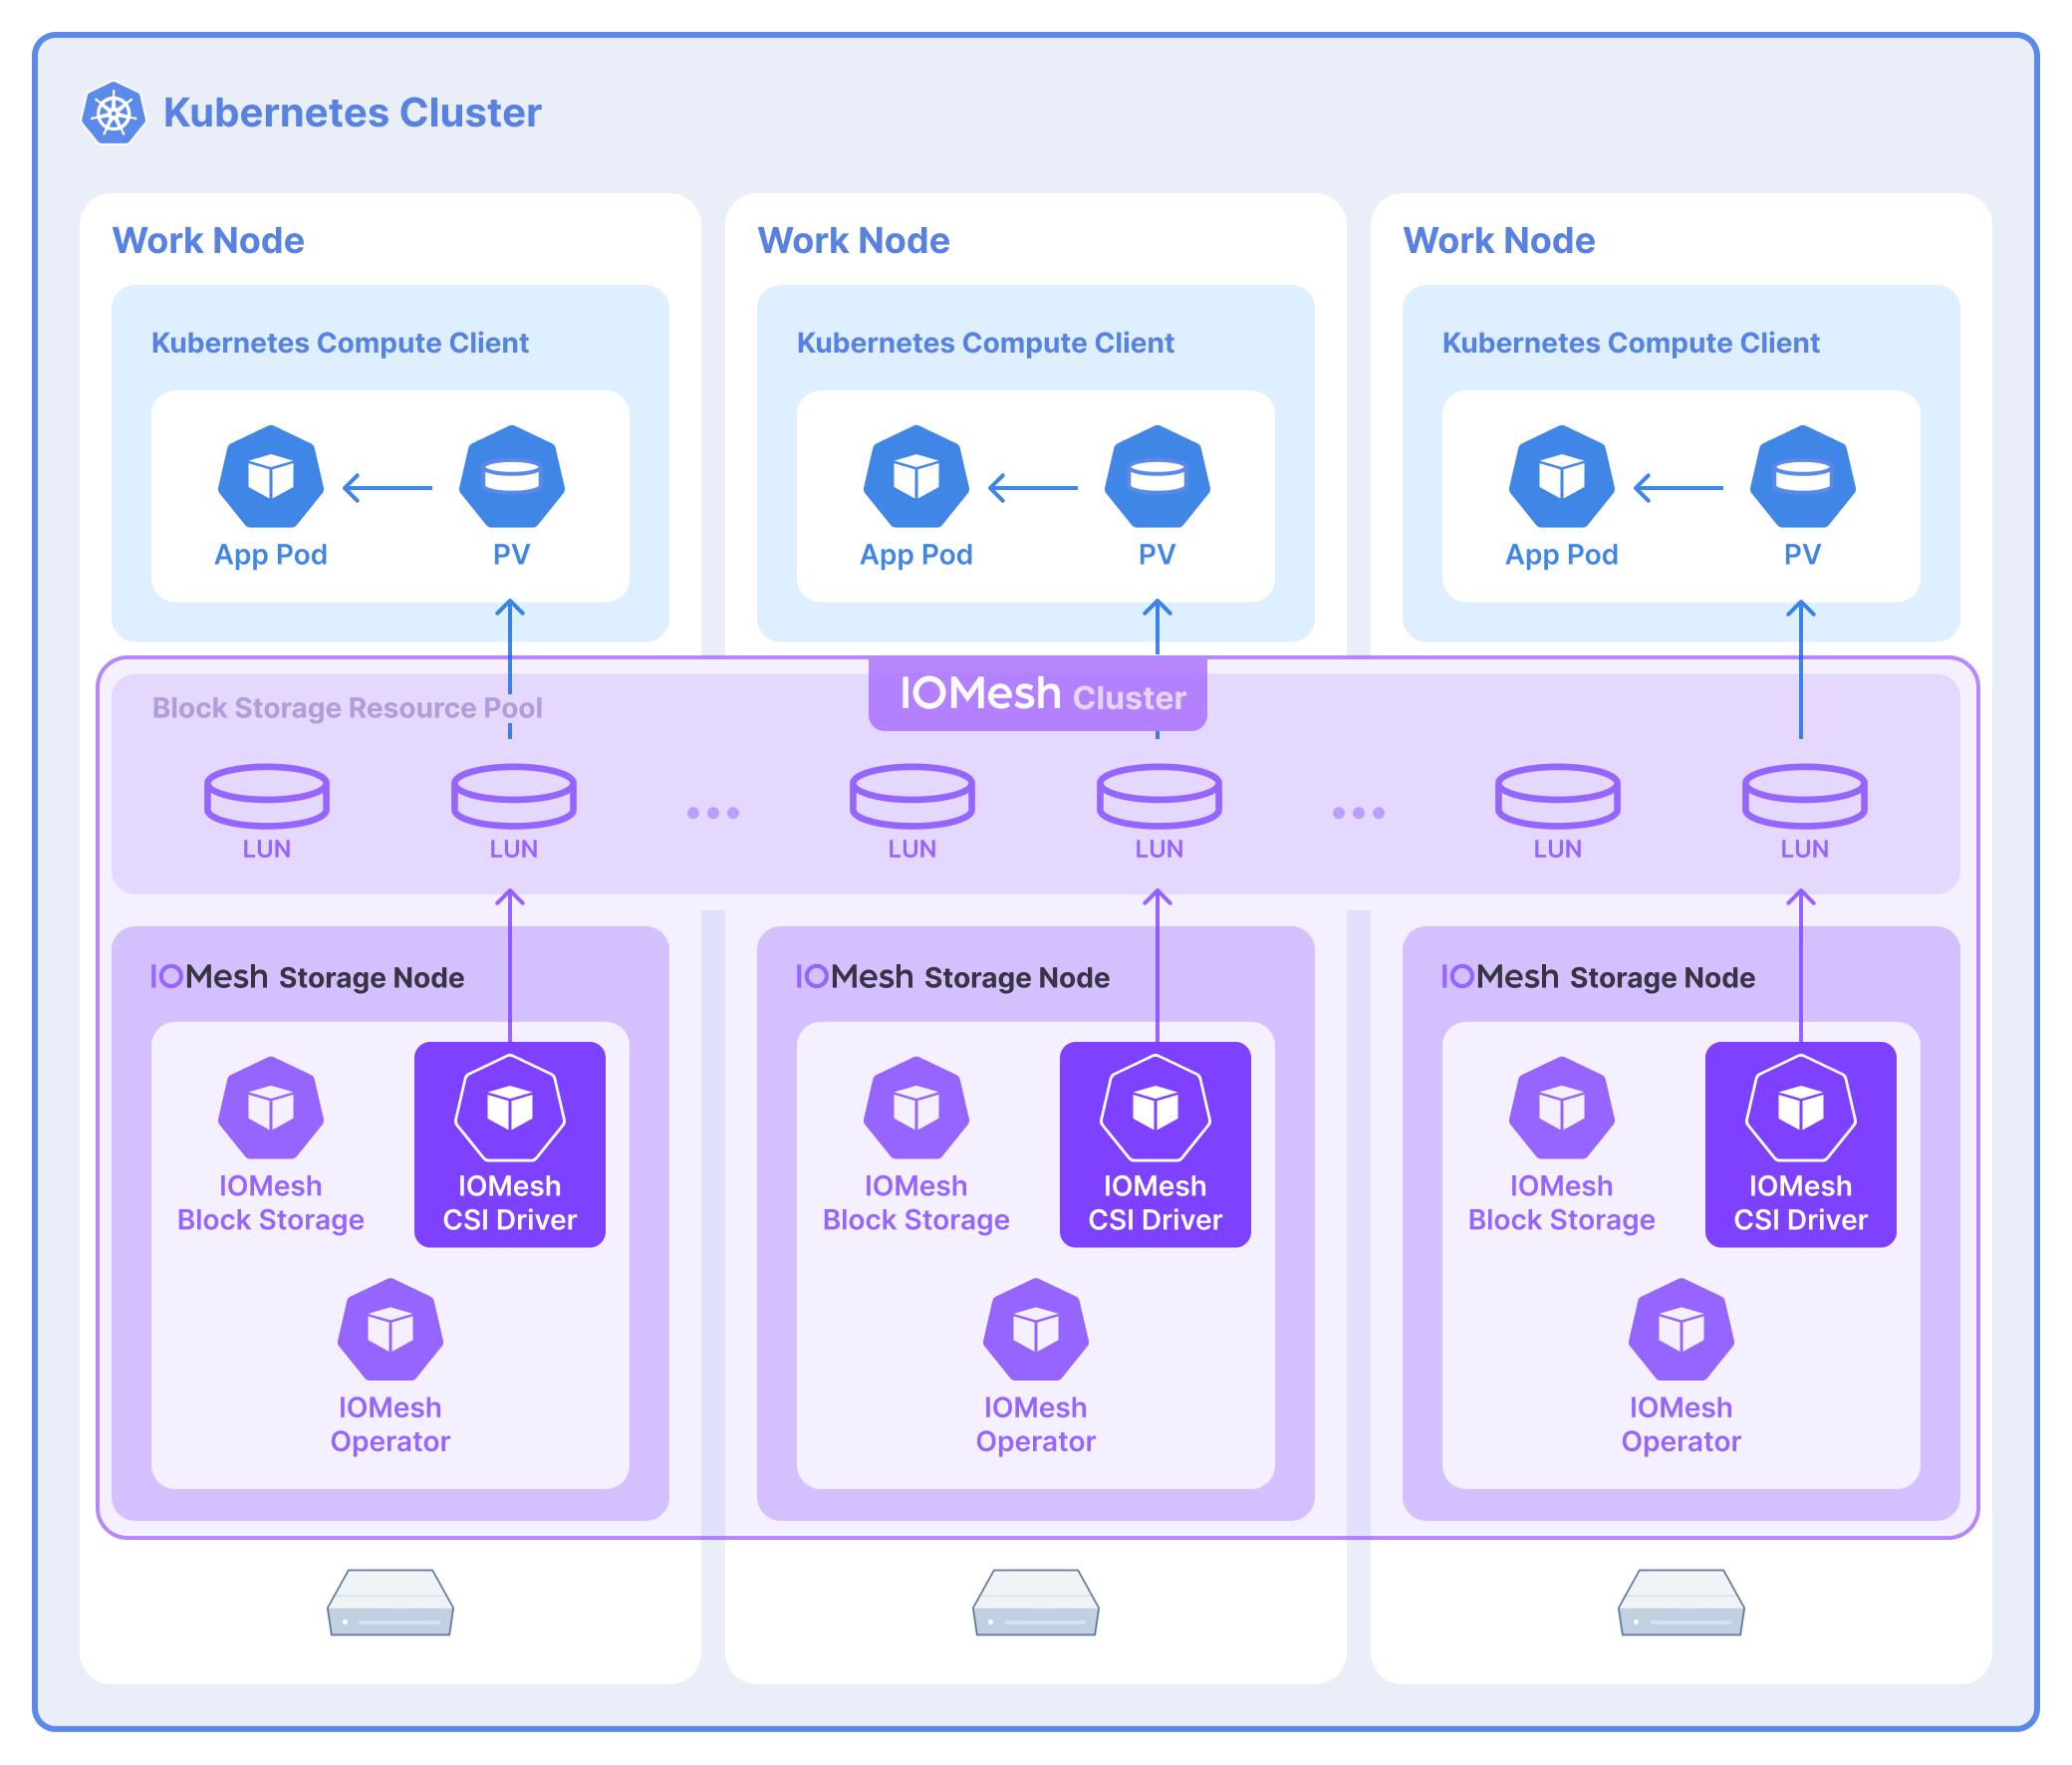 Kubernetes Cluster
Work Node
Work Node
Work Node
Kubernetes Compute Client
Kubernetes Compute Client
Kubernetes Compute Client
App Pod
PV
App Pod
PV
App Pod
PV
IOMesh Cluster
Block Storage Resource Pool
LUN
LUN
LUN
LUN
LUN
LUN
IOMesh Storage Node
IOMesh Storage Node
IOMesh Storage Node
IOMesh
Block Storage
IOMesh
CSI Driver
IOMesh
Block Storage
IOMesh
CSI Driver
IOMesh
Block Storage
IOMesh
CSI Driver
IOMesh
Operator
IOMesh
Operator
IOMesh
Operator